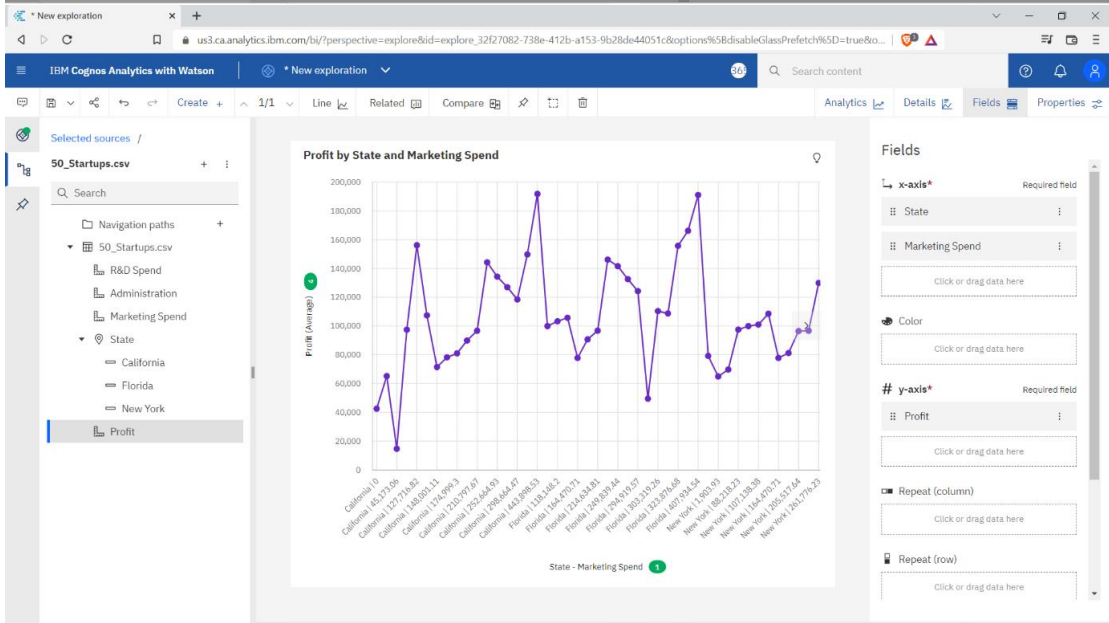 * New exploration
us3.ca.analytics.ibm.com/bi/?perspective=explore&id=explore_32f27082-738e-412b-a153-9b28de44051c&options%5BdisableGlassPrefetch%5D=true&o...
IBM Cognos Analytics with Watson
* New exploration
Search content
Create +
1/1
Line
Related
Compare
Analytics
Details
Fields
Properties
Selected sources /
50_Startups.csv
Search
Navigation paths
50_Startups.csv
R&D Spend
Administration
Marketing Spend
State
California
Florida
New York
Profit
Profit by State and Marketing Spend
200,000
180,000
160,000
140,000
120,000
100,000
80,000
60,000
40,000
20,000
0
Profit (Average)
California | 0
California | 45,173.06
California | 127,716.82
California | 148,001.11
California | 174,999.3
California | 210,797.67
California | 252,664.93
California | 298,664.47
California | 443,898.53
Florida | 118,148.2
Florida | 164,470.71
Florida | 214,634.81
Florida | 249,839.44
Florida | 294,919.57
Florida | 303,319.26
Florida | 323,876.68
Florida | 407,934.54
New York | 1,903.93
New York | 88,218.23
New York | 107,138.38
New York | 164,470.71
New York | 205,517.64
New York | 261,776.23
State - Marketing Spend 1
Fields
x-axis* Required field
State
Marketing Spend
Click or drag data here
Color
Click or drag data here
y-axis* Required field
Profit
Click or drag data here
Repeat (column)
Click or drag data here
Repeat (row)
Click or drag data here